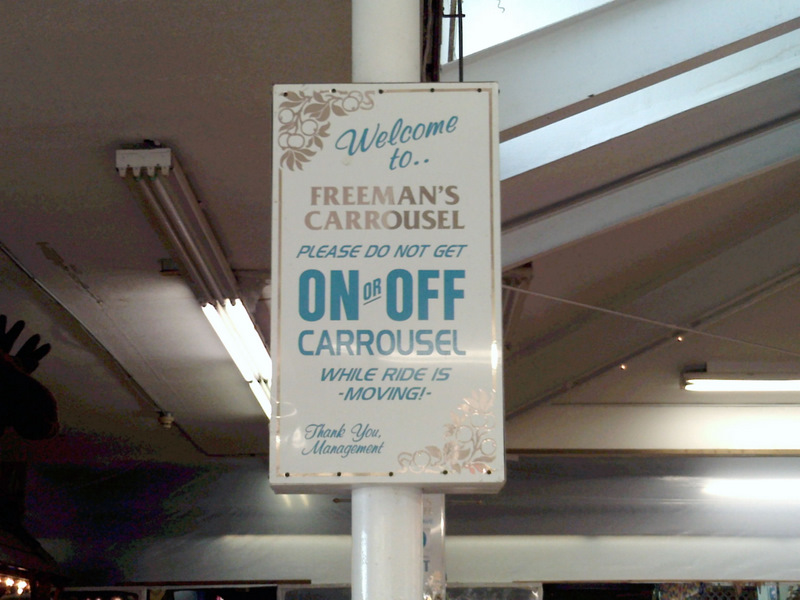 Welcome
to..
FREEMAN'S
CARROUSEL
PLEASE DO NOT GET
ON OR OFF
CARROUSEL
WHILE RIDE IS
-MOVING!-
Thank You,
Management